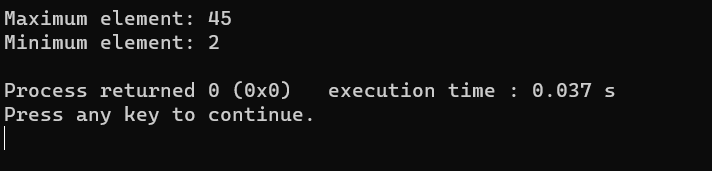 Maximum element: 45
Minimum element: 2
Process returned 0 (0x0)   execution time : 0.037 s
Press any key to continue.